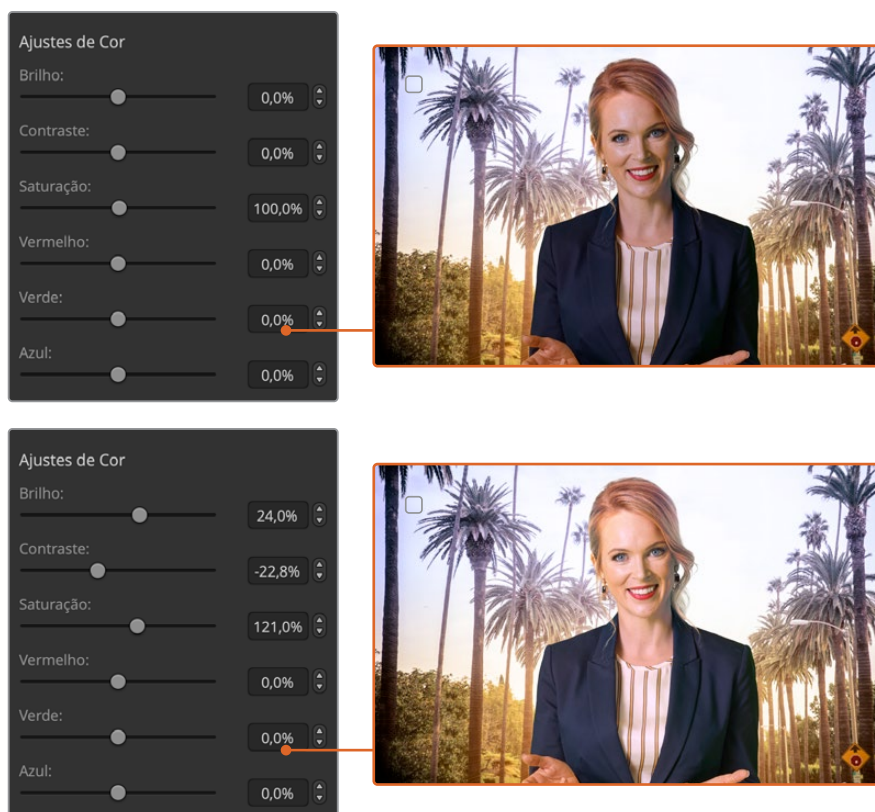 Ajustes de Cor
Brilho:
0,0%
Contraste:
0,0%
Saturação:
100,0%
Vermelho:
0,0%
Verde:
0,0%
Azul:
0,0%
Ajustes de Cor
Brilho:
24,0%
Contraste:
-22,8%
Saturação:
121,0%
Vermelho:
0,0%
Verde:
0,0%
Azul:
0,0%